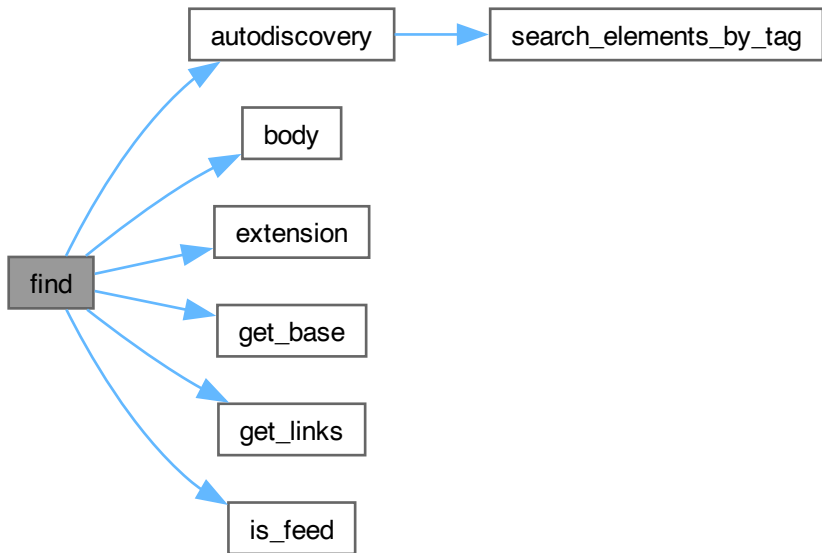 autodiscovery
search_elements_by_tag
body
extension
find
get_base
get_links
is_feed